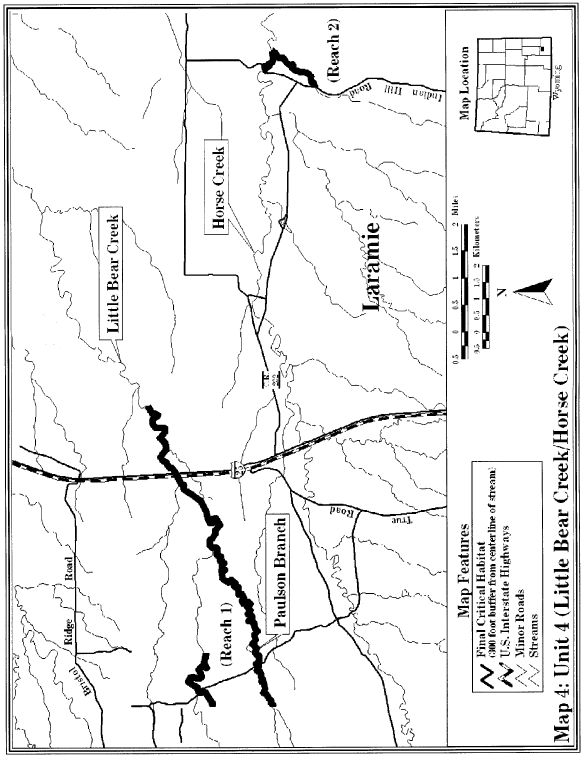 Map 4: Unit 4 (Little Bear Creek/Horse Creek)
Little Bear Creek
Horse Creek
(Reach 2)
Indian Hill Road
Laramie
Bristol Ridge Road
(Reach 1)
Paulson Branch
True Road
Map Features
Final Critical Habitat
(300 foot buffer from centerline of stream)
U.S. Interstate Highways
Minor Roads
Streams
0.5 0 0.5 1 1.5 2 Miles
0.5 0 0.5 1 1.5 2 Kilometers
N
Map Location
Wyoming